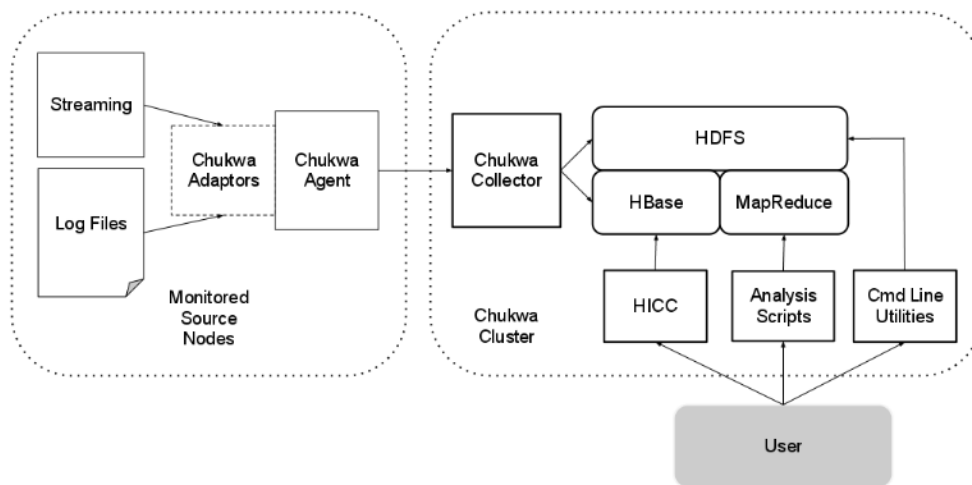 Streaming
Log Files
Chukwa
Adaptors
Chukwa
Agent
Monitored
Source
Nodes
Chukwa
Collector
HDFS
HBase
MapReduce
HICC
Analysis
Scripts
Cmd Line
Utilities
Chukwa
Cluster
User